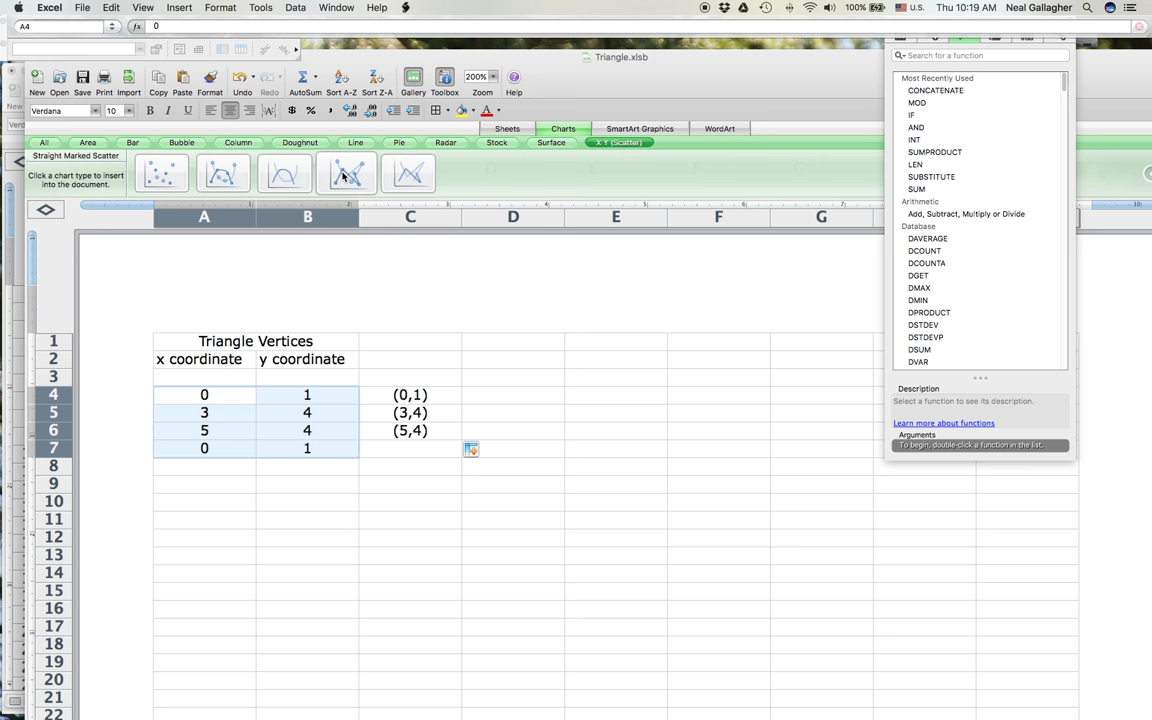 Excel File Edit View Insert Format Tools Data Window Help 100% U.S. Thu 10:19 AM Neal Gallagher
A4 fx 0
Triangle.xlsb
New Open Save Print Import Copy Paste Format Undo Redo AutoSum Sort A-Z Sort Z-A Gallery Toolbox 200% Zoom Help
Verdana 10 B I U ABC $ % ,
Sheets Charts SmartArt Graphics WordArt
All Area Bar Bubble Column Doughnut Line Pie Radar Stock Surface X Y (Scatter)
Straight Marked Scatter
Click a chart type to insert
into the document.
A B C D E F G
1 Triangle Vertices
2 x coordinate y coordinate
3
4 0 1 (0,1)
5 3 4 (3,4)
6 5 4 (5,4)
7 0 1
8
9
10
11
12
13
14
15
16
17
18
19
20
21
22
Search for a function
Most Recently Used
CONCATENATE
MOD
IF
AND
INT
SUMPRODUCT
LEN
SUBSTITUTE
SUM
Arithmetic
Add, Subtract, Multiply or Divide
Database
DAVERAGE
DCOUNT
DCOUNTA
DGET
DMAX
DMIN
DPRODUCT
DSTDEV
DSTDEVP
DSUM
DVAR
Description
Select a function to see its description.
Learn more about functions
Arguments
To begin, double-click a function in the list.